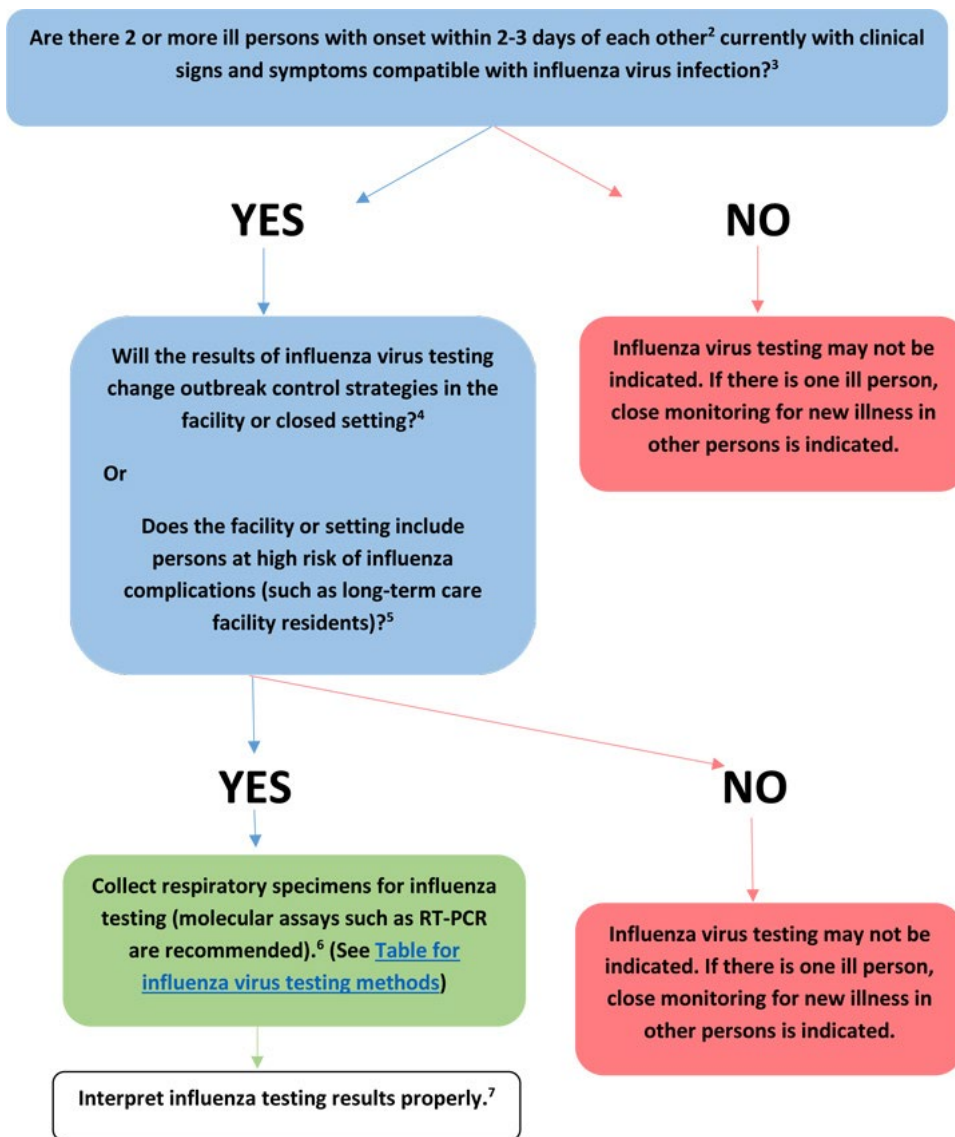 Are there 2 or more ill persons with onset within 2-3 days of each other² currently with clinical
signs and symptoms compatible with influenza virus infection?³
YES
NO
Will the results of influenza virus testing
change outbreak control strategies in the
facility or closed setting?⁴
Or
Does the facility or setting include
persons at high risk of influenza
complications (such as long-term care
facility residents)?⁵
Influenza virus testing may not be
indicated. If there is one ill person,
close monitoring for new illness in
other persons is indicated.
YES
NO
Collect respiratory specimens for influenza
testing (molecular assays such as RT-PCR
are recommended).⁶ (See Table for
influenza virus testing methods)
Influenza virus testing may not be
indicated. If there is one ill person,
close monitoring for new illness in
other persons is indicated.
Interpret influenza testing results properly.⁷